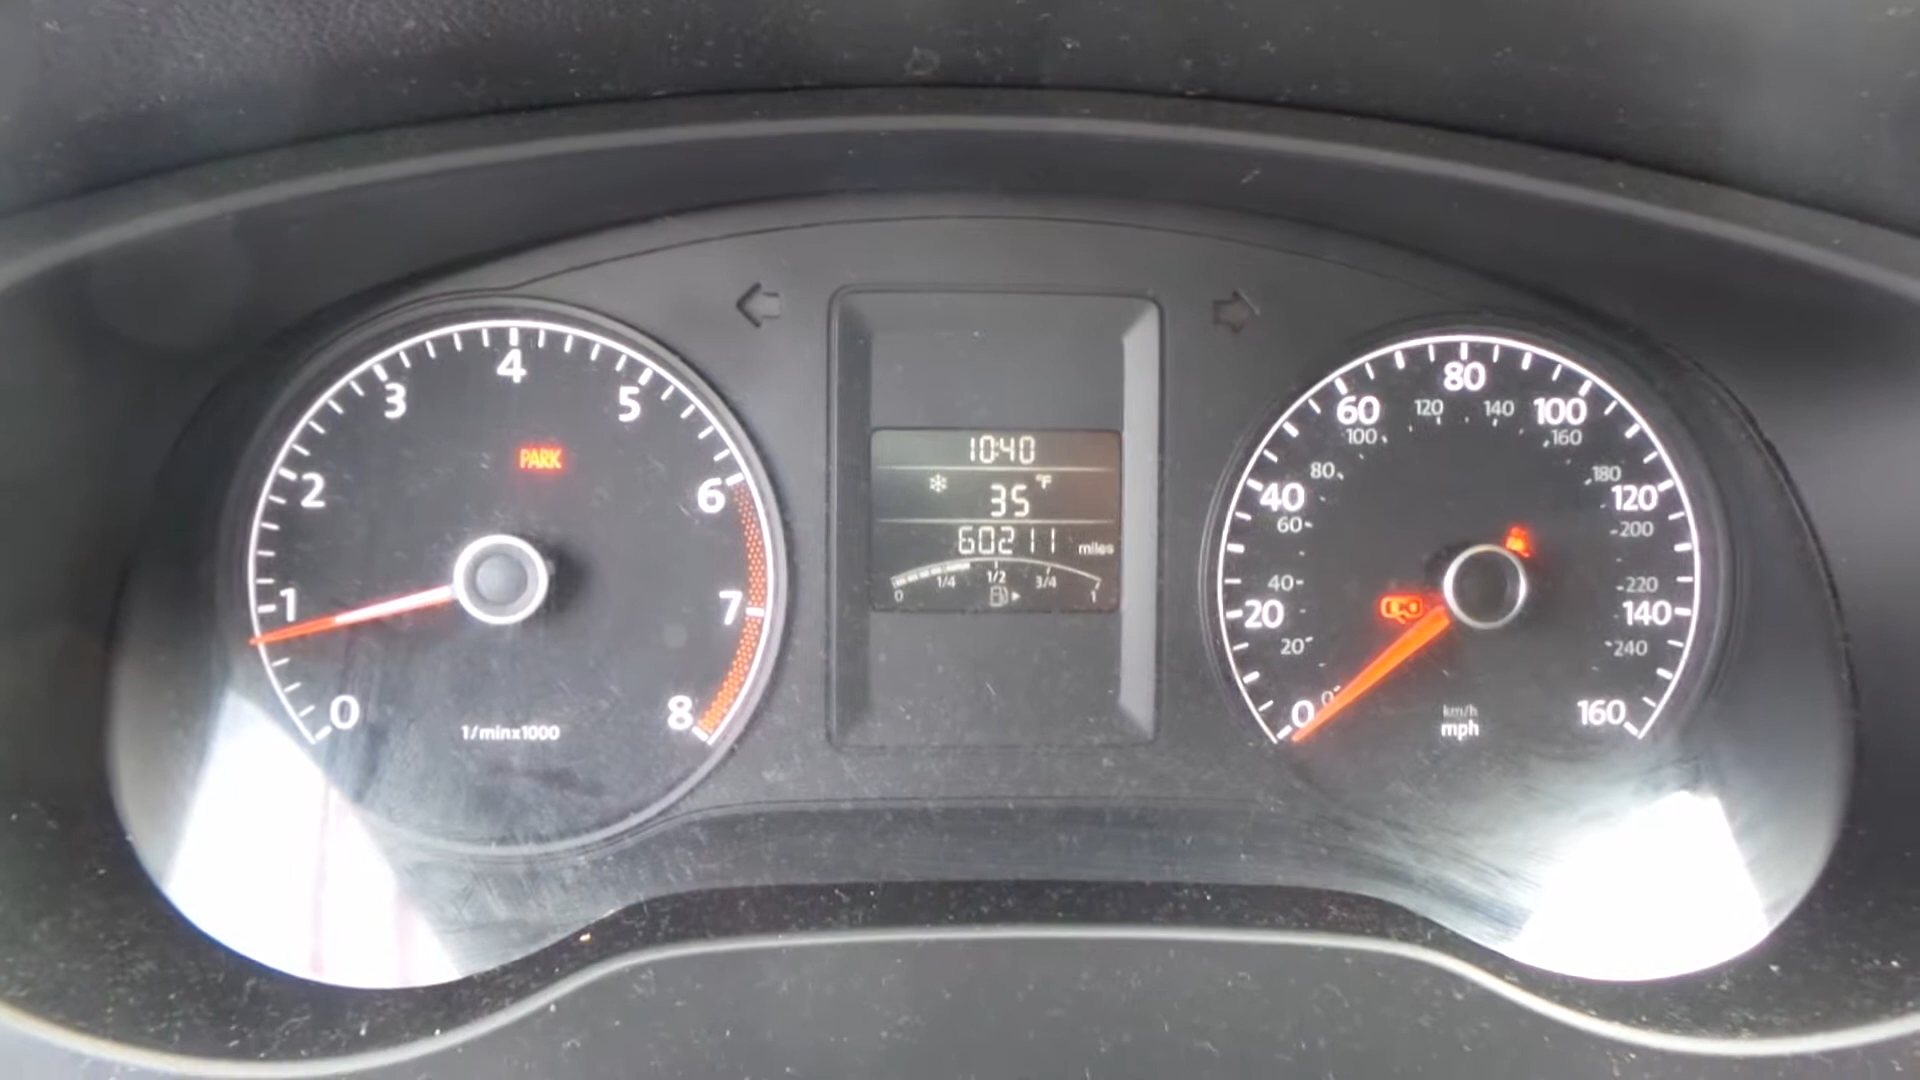 0
1
2
3
4
5
6
7
8
PARK
1/minx1000
10:40
35 °F
60211 miles
0 1/4 1/2 3/4 1
0 20 40 60 80 100 120 140 160
0 20 40 60 80 100 120 140 160 180 200 220 240
km/h
mph